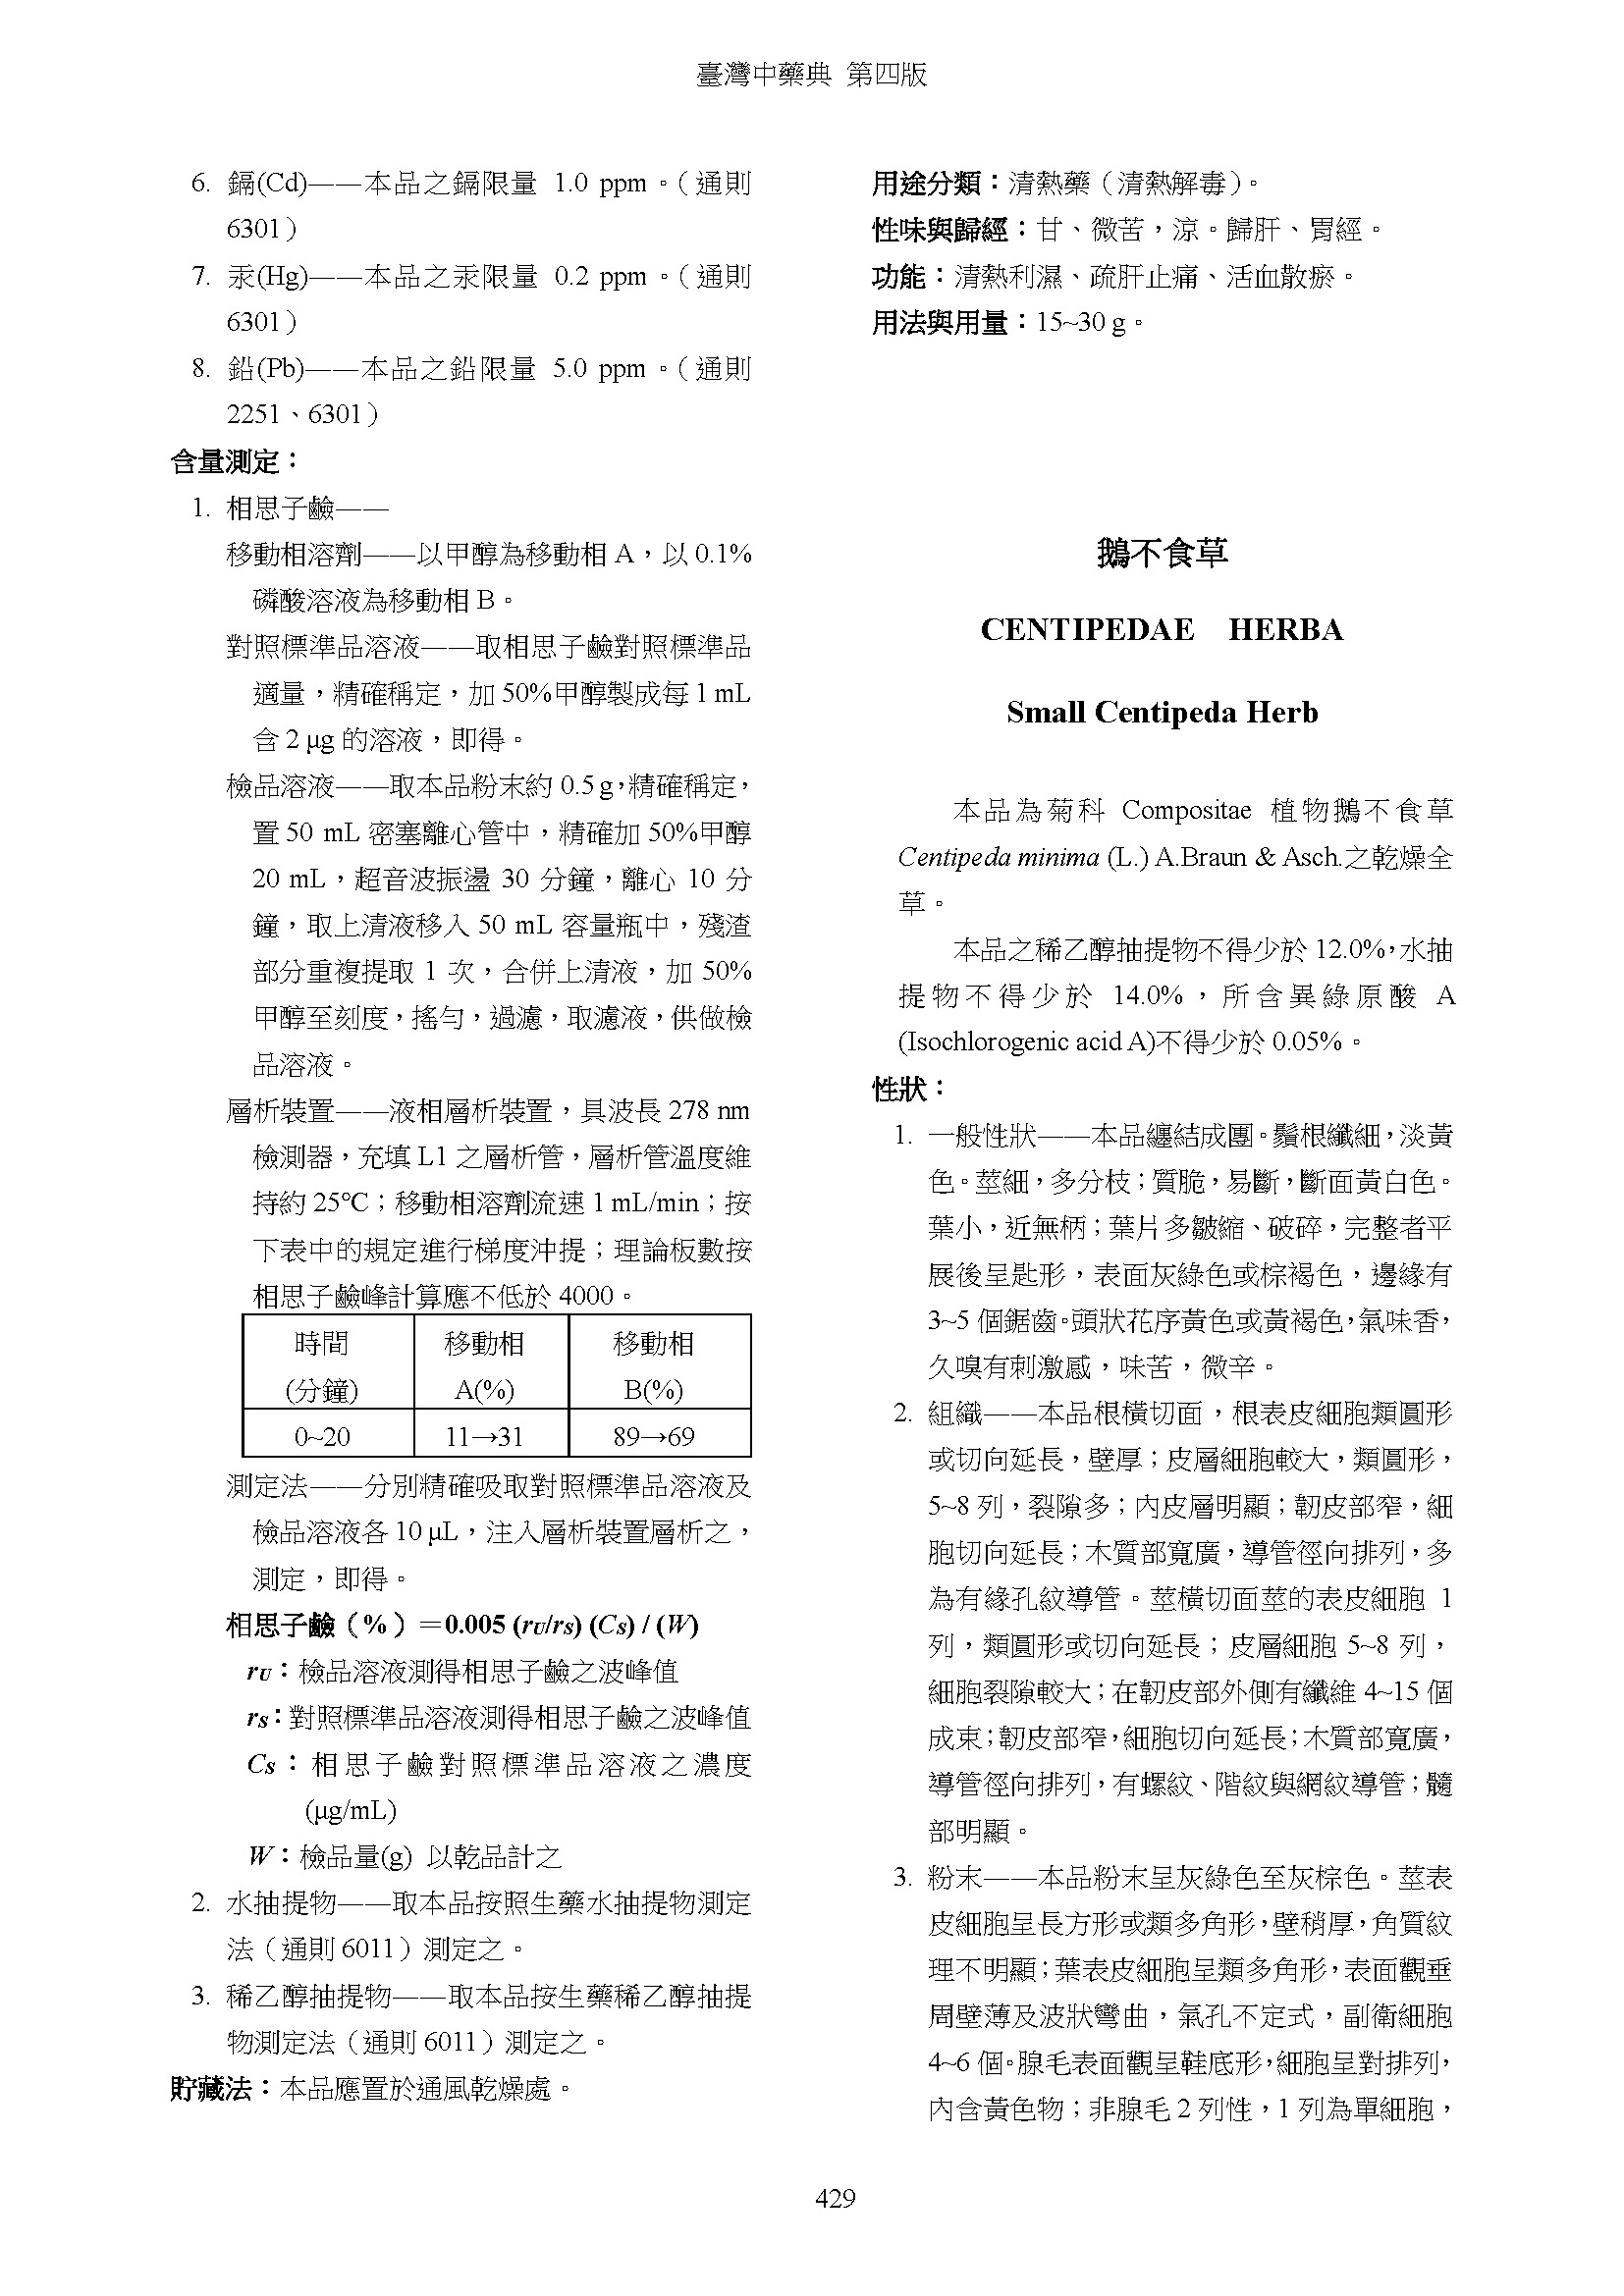 臺灣中藥典 第四版
6. 鎘(Cd)——本品之鎘限量 1.0 ppm。（通則
6301）
7. 汞(Hg)——本品之汞限量 0.2 ppm。（通則
6301）
8. 鉛(Pb)——本品之鉛限量 5.0 ppm。（通則
2251、6301）
含量測定：
1. 相思子鹼——
移動相溶劑——以甲醇為移動相 A，以 0.1%
磷酸溶液為移動相 B。
對照標準品溶液——取相思子鹼對照標準品
適量，精確稱定，加 50%甲醇製成每 1 mL
含 2 μg 的溶液，即得。
檢品溶液——取本品粉末約 0.5 g，精確稱定，
置 50 mL 密塞離心管中，精確加 50%甲醇
20 mL，超音波振盪 30 分鐘，離心 10 分
鐘，取上清液移入 50 mL 容量瓶中，殘渣
部分重複提取 1 次，合併上清液，加 50%
甲醇至刻度，搖勻，過濾，取濾液，供做檢
品溶液。
層析裝置——液相層析裝置，具波長 278 nm
檢測器，充填 L1 之層析管，層析管溫度維
持約 25℃；移動相溶劑流速 1 mL/min；按
下表中的規定進行梯度沖提；理論板數按
相思子鹼峰計算應不低於 4000。
時間 移動相 移動相
(分鐘) A(%) B(%)
0~20 11→31 89→69
測定法——分別精確吸取對照標準品溶液及
檢品溶液各 10 μL，注入層析裝置層析之，
測定，即得。
相思子鹼（%）＝0.005 (rU/rS) (CS) / (W)
rU：檢品溶液測得相思子鹼之波峰值
rS：對照標準品溶液測得相思子鹼之波峰值
CS：相思子鹼對照標準品溶液之濃度
(μg/mL)
W：檢品量(g) 以乾品計之
2. 水抽提物——取本品按照生藥水抽提物測定
法（通則 6011）測定之。
3. 稀乙醇抽提物——取本品按生藥稀乙醇抽提
物測定法（通則 6011）測定之。
貯藏法：本品應置於通風乾燥處。
用途分類：清熱藥（清熱解毒）。
性味與歸經：甘、微苦，涼。歸肝、胃經。
功能：清熱利濕、疏肝止痛、活血散瘀。
用法與用量：15~30 g。
鵝不食草
CENTIPEDAE HERBA
Small Centipeda Herb
本品為菊科 Compositae 植物鵝不食草
Centipeda minima (L.) A.Braun & Asch.之乾燥全
草。
本品之稀乙醇抽提物不得少於 12.0%，水抽
提物不得少於 14.0%，所含異綠原酸 A
(Isochlorogenic acid A)不得少於 0.05%。
性狀：
1. 一般性狀——本品纏結成團。鬚根纖細，淡黃
色。莖細，多分枝；質脆，易斷，斷面黃白色。
葉小，近無柄；葉片多皺縮、破碎，完整者平
展後呈匙形，表面灰綠色或棕褐色，邊緣有
3~5 個鋸齒。頭狀花序黃色或黃褐色，氣味香，
久嗅有刺激感，味苦，微辛。
2. 組織——本品根橫切面，根表皮細胞類圓形
或切向延長，壁厚；皮層細胞較大，類圓形，
5~8 列，裂隙多；內皮層明顯；韌皮部窄，細
胞切向延長；木質部寬廣，導管徑向排列，多
為有緣孔紋導管。莖橫切面莖的表皮細胞 1
列，類圓形或切向延長；皮層細胞 5~8 列，
細胞裂隙較大；在韌皮部外側有纖維 4~15 個
成束；韌皮部窄，細胞切向延長；木質部寬廣，
導管徑向排列，有螺紋、階紋與網紋導管；髓
部明顯。
3. 粉末——本品粉末呈灰綠色至灰棕色。莖表
皮細胞呈長方形或類多角形，壁稍厚，角質紋
理不明顯；葉表皮細胞呈類多角形，表面觀垂
周壁薄及波狀彎曲，氣孔不定式，副衛細胞
4~6 個。腺毛表面觀呈鞋底形，細胞呈對排列，
內含黃色物；非腺毛 2 列性，1 列為單細胞，
429